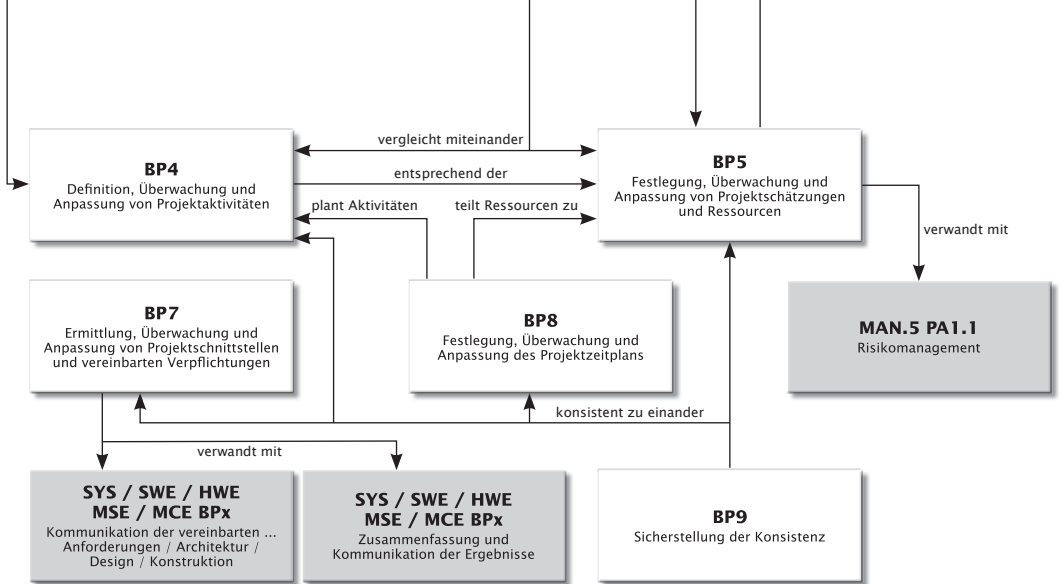 vergleicht miteinander
BP4
Definition, Überwachung und
Anpassung von Projektaktivitäten
entsprechend der
BP5
Festlegung, Überwachung und
Anpassung von Projektschätzungen
und Ressourcen
plant Aktivitäten
teilt Ressourcen zu
verwandt mit
BP7
Ermittlung, Überwachung und
Anpassung von Projektschnittstellen
und vereinbarten Verpflichtungen
BP8
Festlegung, Überwachung und
Anpassung des Projektzeitplans
MAN.5 PA1.1
Risikomanagement
konsistent zu einander
verwandt mit
SYS / SWE / HWE
MSE / MCE BPx
Kommunikation der vereinbarten ...
Anforderungen / Architektur /
Design / Konstruktion
SYS / SWE / HWE
MSE / MCE BPx
Zusammenfassung und
Kommunikation der Ergebnisse
BP9
Sicherstellung der Konsistenz